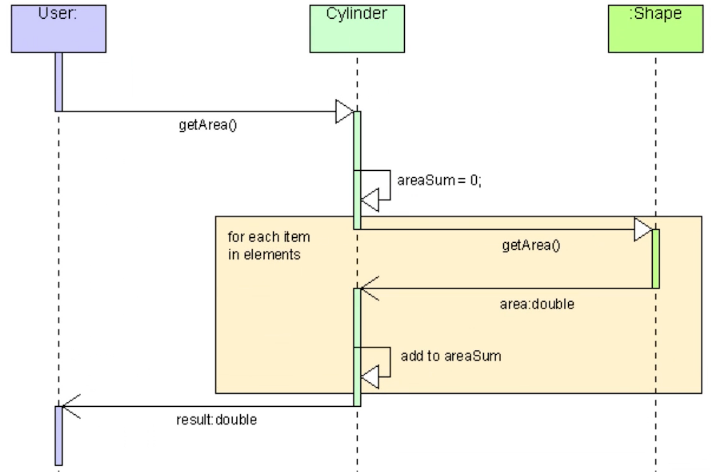 User:
Cylinder
:Shape
getArea()
areaSum = 0;
for each item
in elements
getArea()
area:double
add to areaSum
result:double